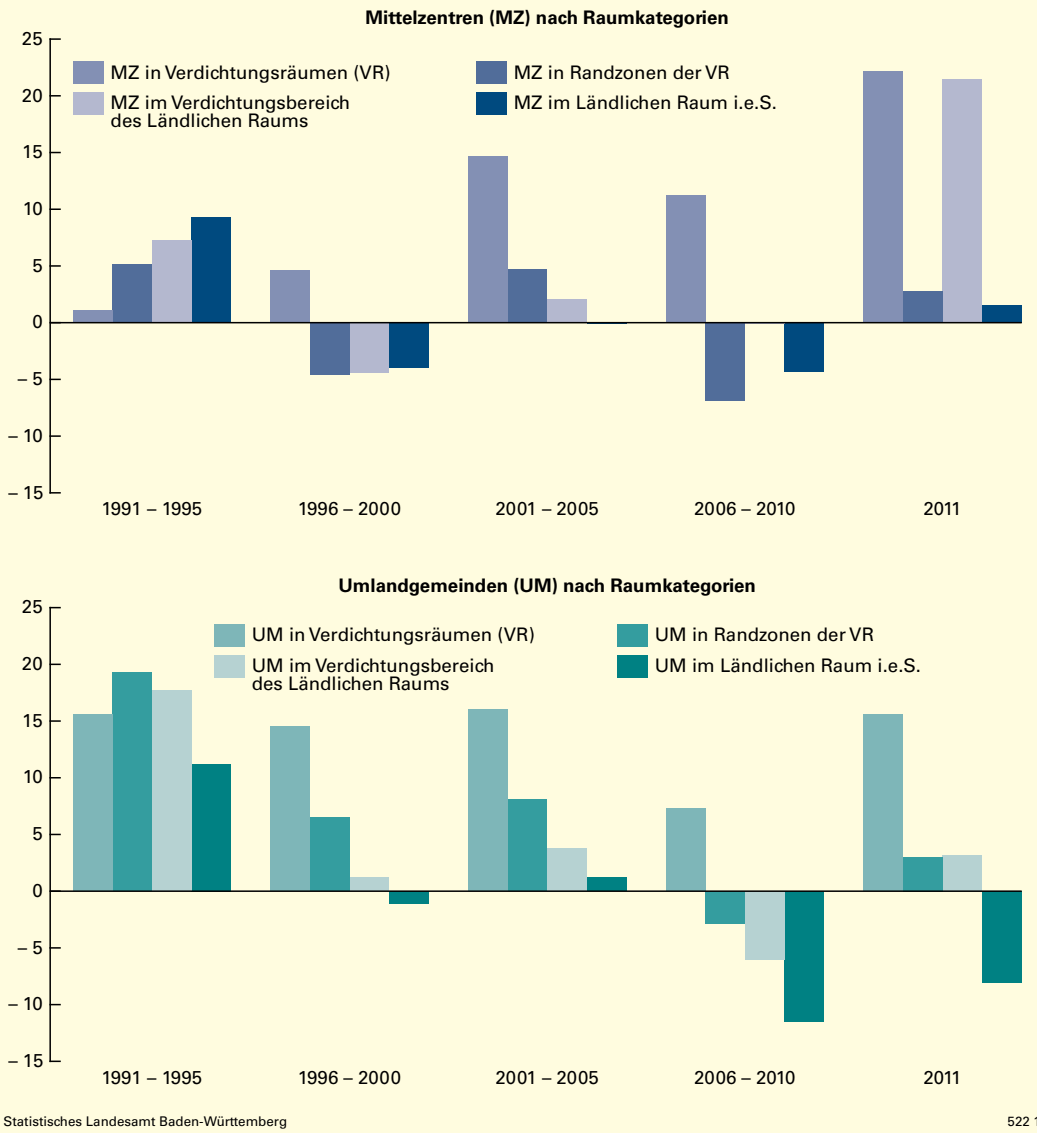 Mittelzentren (MZ) nach Raumkategorien
25
20
15
10
5
0
– 5
– 10
– 15
MZ in Verdichtungsräumen (VR)
MZ in Randzonen der VR
MZ im Verdichtungsbereich
des Ländlichen Raums
MZ im Ländlichen Raum i.e.S.
1991 – 1995
1996 – 2000
2001 – 2005
2006 – 2010
2011
Umlandgemeinden (UM) nach Raumkategorien
25
20
15
10
5
0
– 5
– 10
– 15
UM in Verdichtungsräumen (VR)
UM in Randzonen der VR
UM im Verdichtungsbereich
des Ländlichen Raums
UM im Ländlichen Raum i.e.S.
1991 – 1995
1996 – 2000
2001 – 2005
2006 – 2010
2011
Statistisches Landesamt Baden-Württemberg
522 1